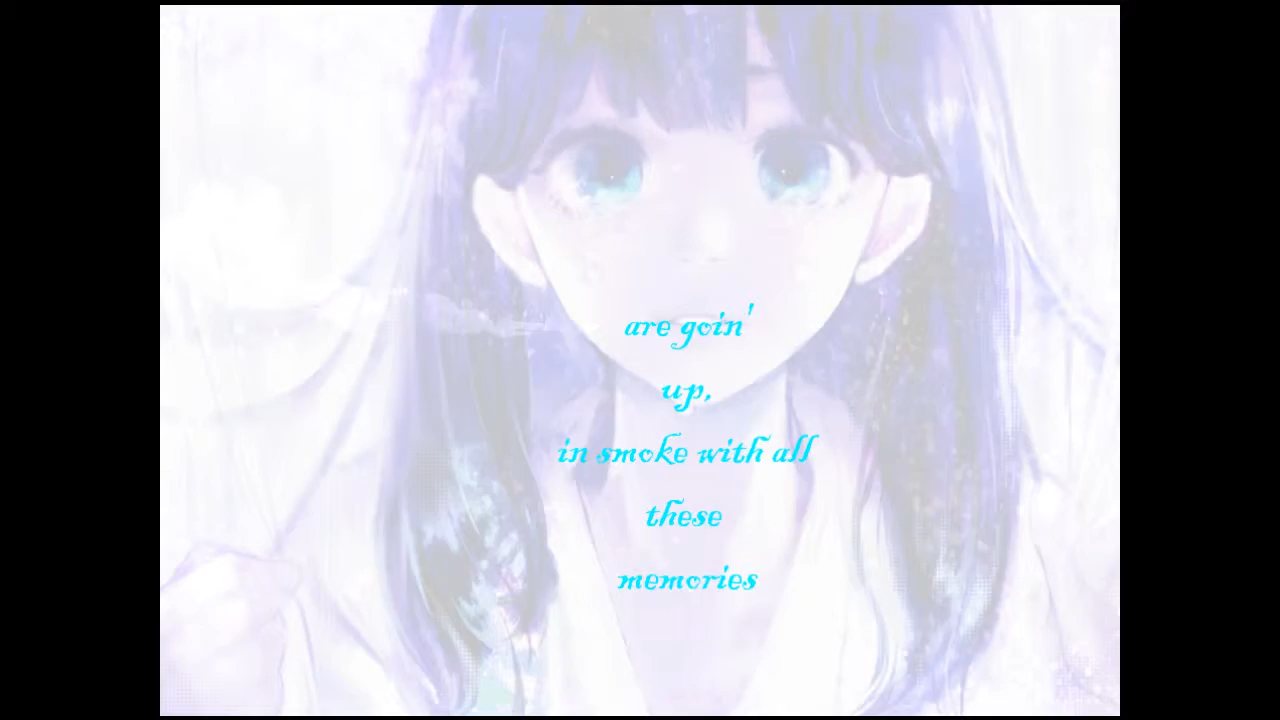 are goin'
up,
in smoke with all
these
memories